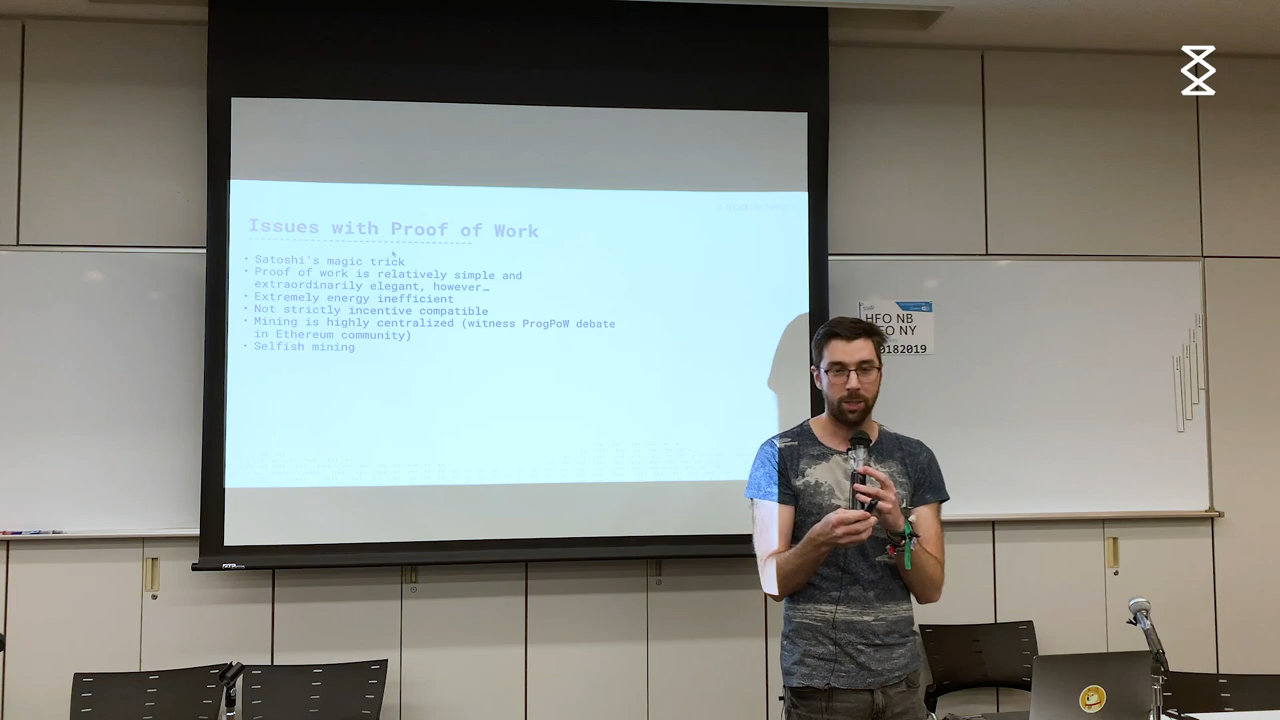 Issues with Proof of Work
• Satoshi's magic trick
• Proof of work is relatively simple and
extraordinarily elegant, however…
• Extremely energy inefficient
• Not strictly incentive compatible
• Mining is highly centralized (witness ProgPoW debate
in Ethereum community)
• Selfish mining
HFO NB
O NY
0182019